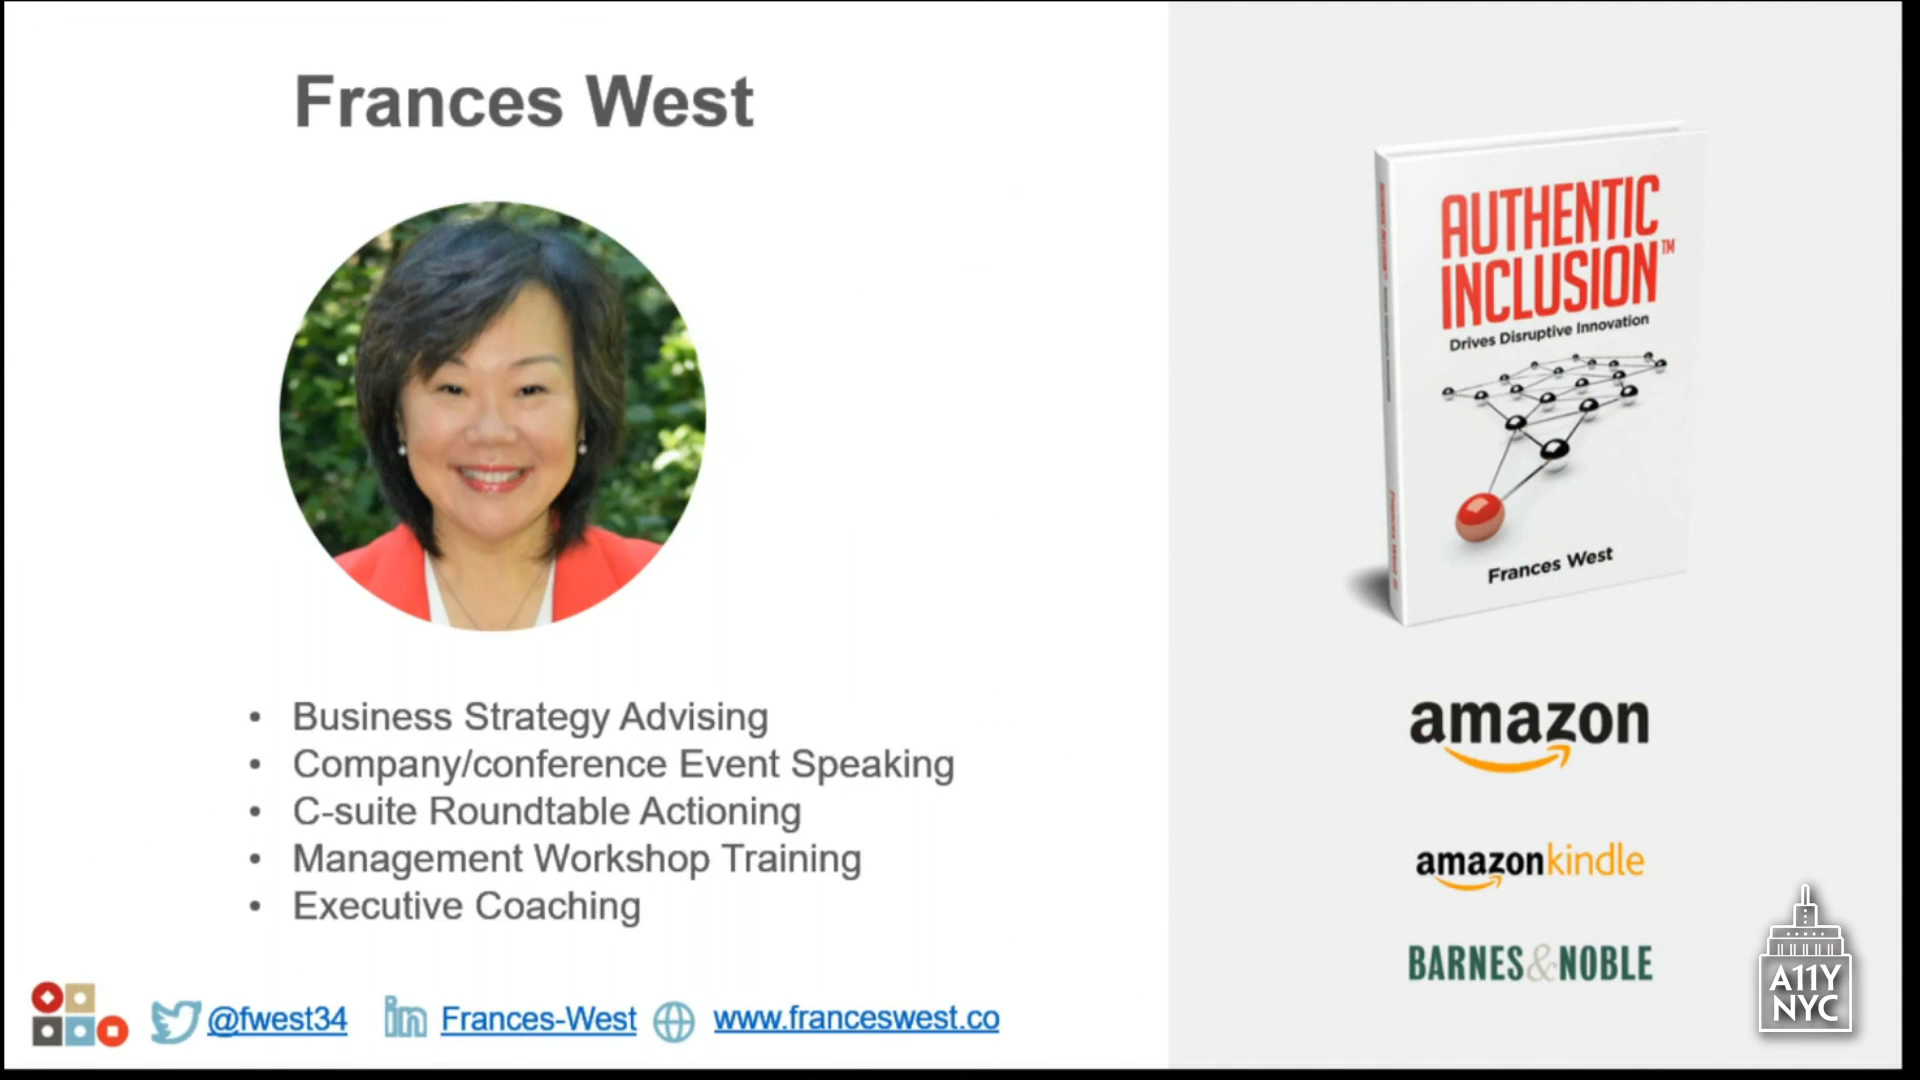 Frances West
• Business Strategy Advising
• Company/conference Event Speaking
• C-suite Roundtable Actioning
• Management Workshop Training
• Executive Coaching
@fwest34
Frances-West
www.franceswest.co
AUTHENTIC
INCLUSION™
Drives Disruptive Innovation
Frances West
amazon
amazonkindle
BARNES&NOBLE
A11Y
NYC